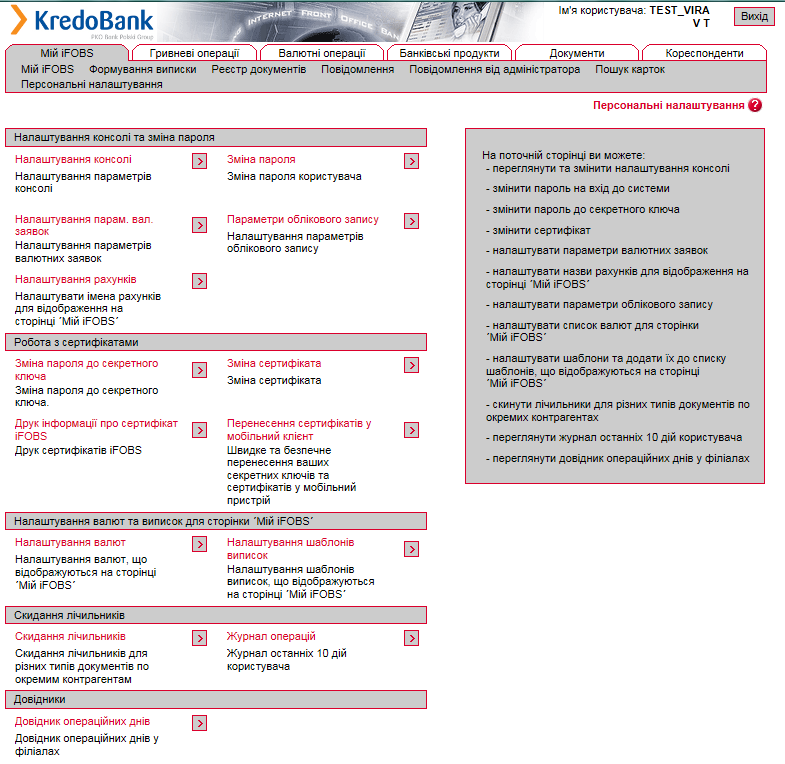 KredoBank
PKO Bank Polski Group
INTERNET FRONT OFFICE
Ім'я користувача: TEST_VIRA
V T
Вихід
Мій iFOBS
Гривневі операції
Валютні операції
Банківські продукти
Документи
Кореспонденти
Мій iFOBS Формування виписки Реєстр документів Повідомлення Повідомлення від адміністратора Пошук карток
Персональні налаштування
Персональні налаштування ?
Налаштування консолі та зміна пароля
Налаштування консолі
Налаштування параметрів
консолі
Зміна пароля
Зміна пароля користувача
Налаштування парам. вал.
заявок
Налаштування параметрів
валютних заявок
Параметри облікового запису
Налаштування параметрів
облікового запису
Налаштування рахунків
Налаштувати імена рахунків
для відображення на
сторінці ´Мій iFOBS´
Робота з сертифікатами
Зміна пароля до секретного
ключа
Зміна пароля до секретного
ключа.
Зміна сертифіката
Зміна сертифіката
Друк інформації про сертифікат
iFOBS
Друк сертифікатів iFOBS
Перенесення сертифікатів у
мобільний клієнт
Швидке та безпечне
перенесення ваших
секретних ключів та
сертифікатів у мобільний
пристрій
Налаштування валют та виписок для сторінки ´Мій iFOBS´
Налаштування валют
Налаштування валют, що
відображуються на сторінці
´Мій iFOBS´
Налаштування шаблонів
виписок
Налаштування шаблонів
виписок, що відображуються
на сторінці ´Мій iFOBS´
Скидання лічильників
Скидання лічильників
Скидання лічильників для
різних типів документів по
окремим контрагентам
Журнал операцій
Журнал останніх 10 дій
користувача
Довідники
Довідник операційних днів
Довідник операційних днів у
філіалах
На поточній сторінці ви можете:
- переглянути та змінити налаштування консолі
- змінити пароль на вхід до системи
- змінити пароль до секретного ключа
- змінити сертифікат
- налаштувати параметри валютних заявок
- налаштувати назви рахунків для відображення на
сторінці ´Мій iFOBS´
- налаштувати параметри облікового запису
- налаштувати список валют для сторінки
´Мій iFOBS´
- налаштувати шаблони та додати їх до списку
шаблонів, що відображуються на сторінці
´Мій iFOBS´
- скинути лічильники для різних типів документів по
окремих контрагентах
- переглянути журнал останніх 10 дій користувача
- переглянути довідник операційних днів у філіалах